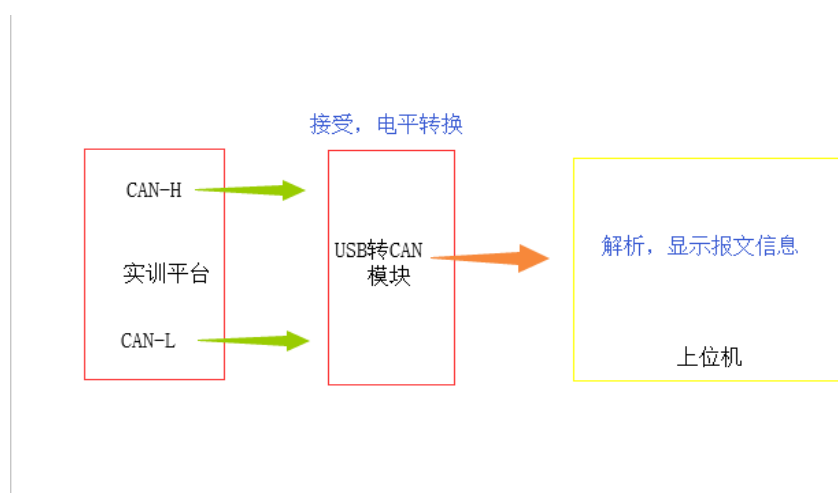 接受，电平转换
CAN-H
实训平台
CAN-L
USB转CAN
模块
解析，显示报文信息
上位机